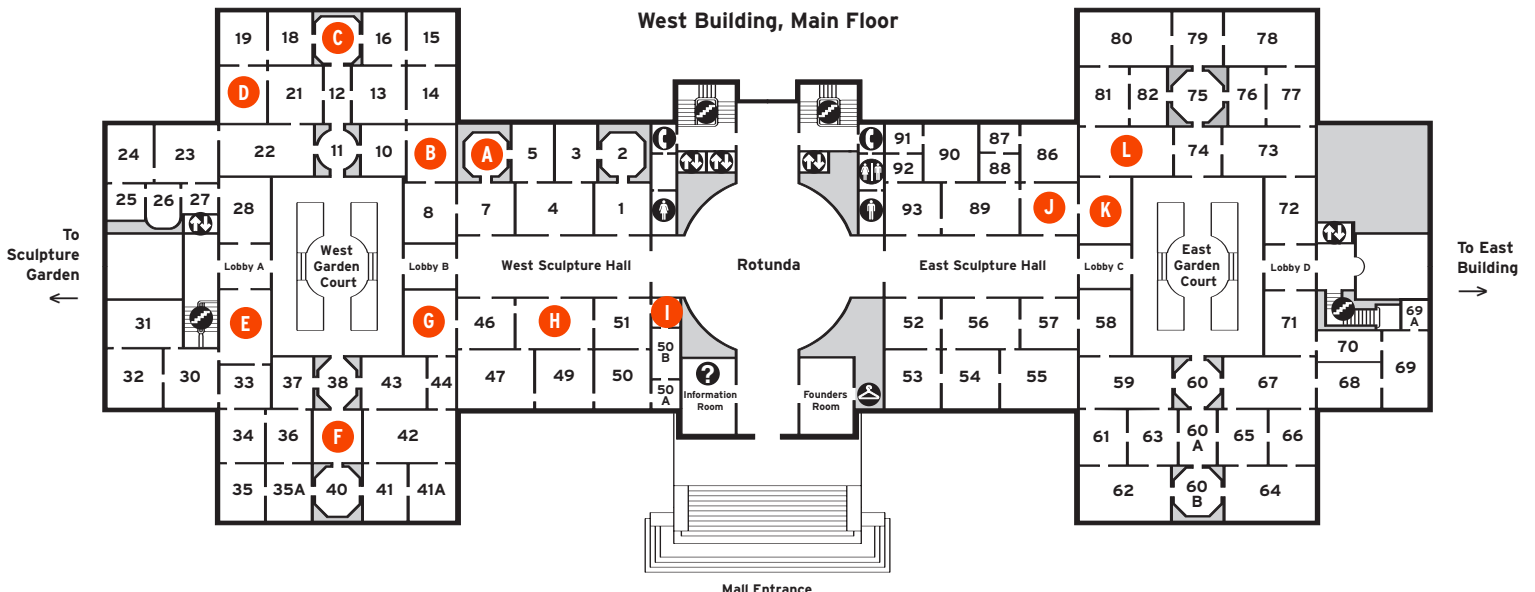 West Building, Main Floor
19 18 C 16 15
80 79 78
D 21 12 13 14
81 82 75 76 77
24 23 22 11 10 B A 5 3 2
91 90 87 86 L 74 73
92 88
25 26 27 28 8 7 4 1
93 89 J K 72
To
Sculpture
Garden
Lobby A
West
Garden
Court
Lobby B
West Sculpture Hall
Rotunda
East Sculpture Hall
Lobby C
East
Garden
Court
Lobby D
To East
Building
31 E G 46 H 51 I
52 56 57 58 71 69
A
50
B
70
32 30 33 37 38 43 44 47 49 50
50
A
?
Information
Room
Founders
Room
53 54 55 59 60 67 68 69
34 36 F 42
61 63 60
A
65 66
35 35A 40 41 41A
62 60
B
64
Mall Entrance